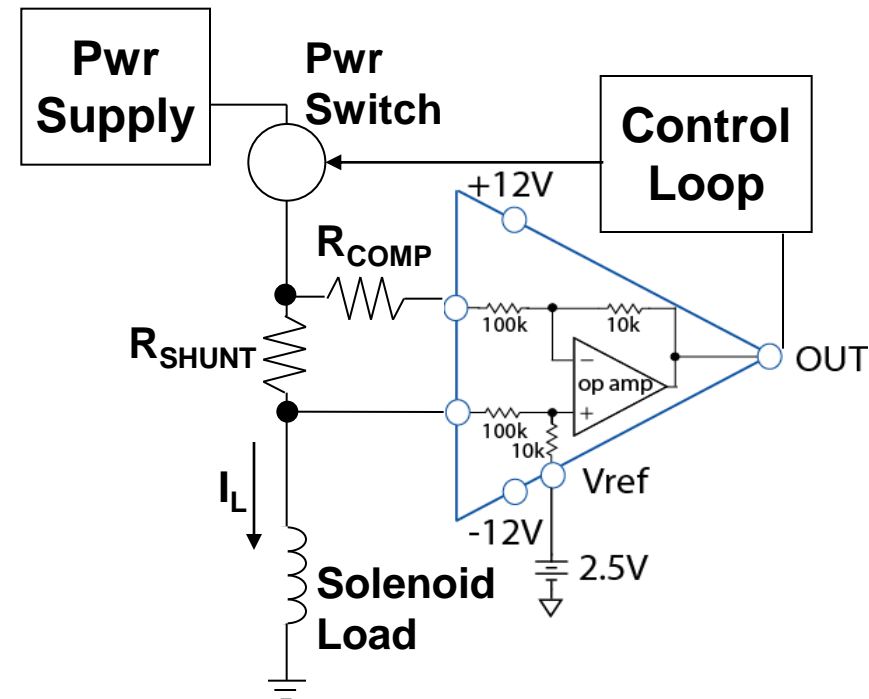 Pwr
Supply
Pwr
Switch
Control
Loop
+12V
RCOMP
100k
10k
RSHUNT
op amp
−
+
OUT
100k
10k
Vref
IL
-12V
2.5V
Solenoid
Load